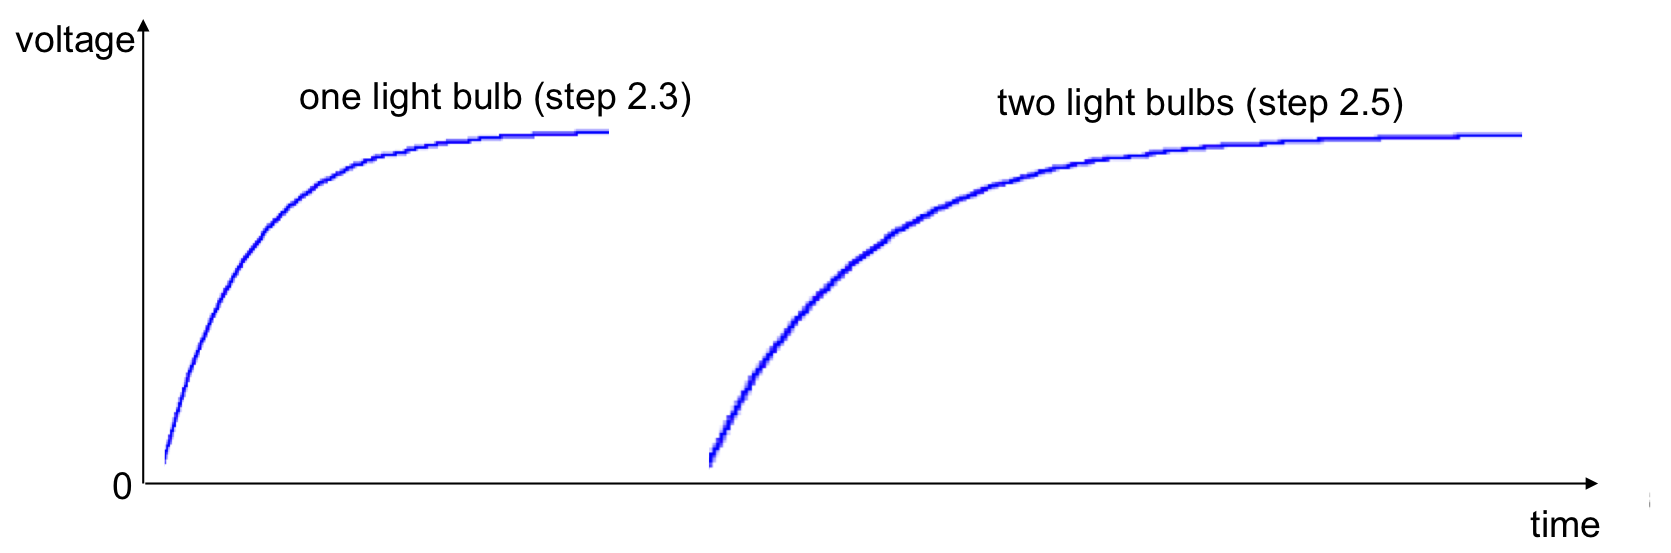 voltage
one light bulb (step 2.3)
two light bulbs (step 2.5)
0
time